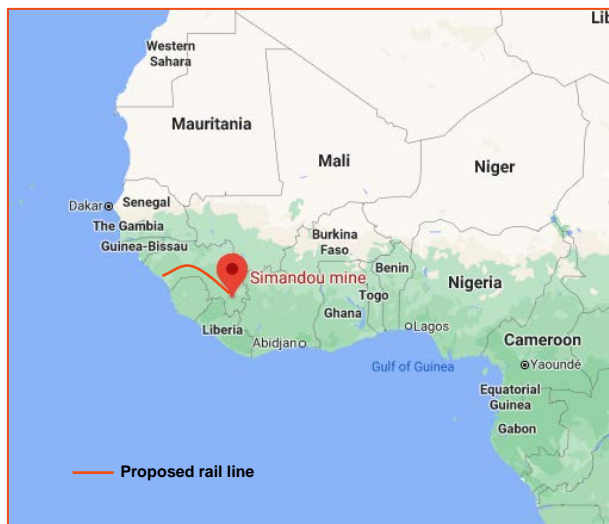 Lib
Western
Sahara
Mauritania
Mali
Niger
Dakar
Senegal
The Gambia
Guinea-Bissau
Burkina
Faso
Benin
Simandou mine
Nigeria
Togo
Ghana
Liberia
Abidjan
Lagos
Cameroon
Gulf of Guinea
Yaoundé
Equatorial
Guinea
Gabon
Proposed rail line